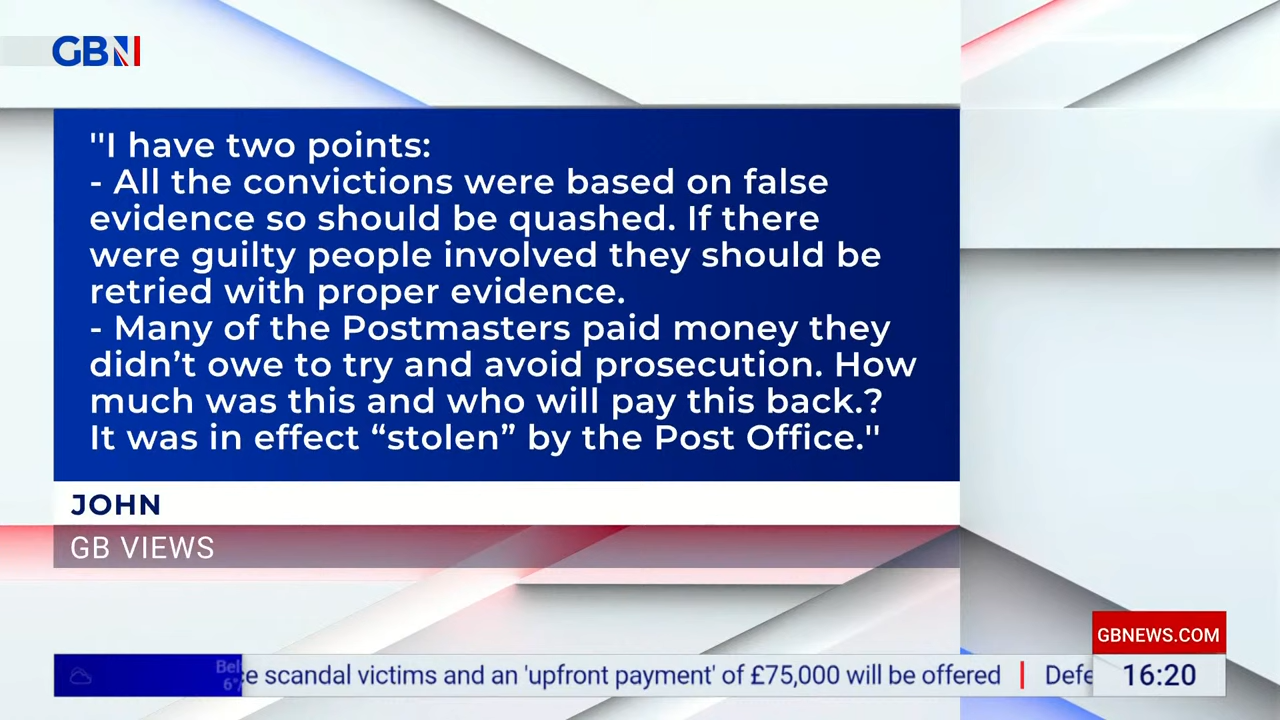 GBN
"I have two points:
- All the convictions were based on false
evidence so should be quashed. If there
were guilty people involved they should be
retried with proper evidence.
- Many of the Postmasters paid money they
didn’t owe to try and avoid prosecution. How
much was this and who will pay this back.?
It was in effect “stolen” by the Post Office."
JOHN
GB VIEWS
GBNEWS.COM
scandal victims and an 'upfront payment' of £75,000 will be offered | Defe
16:20